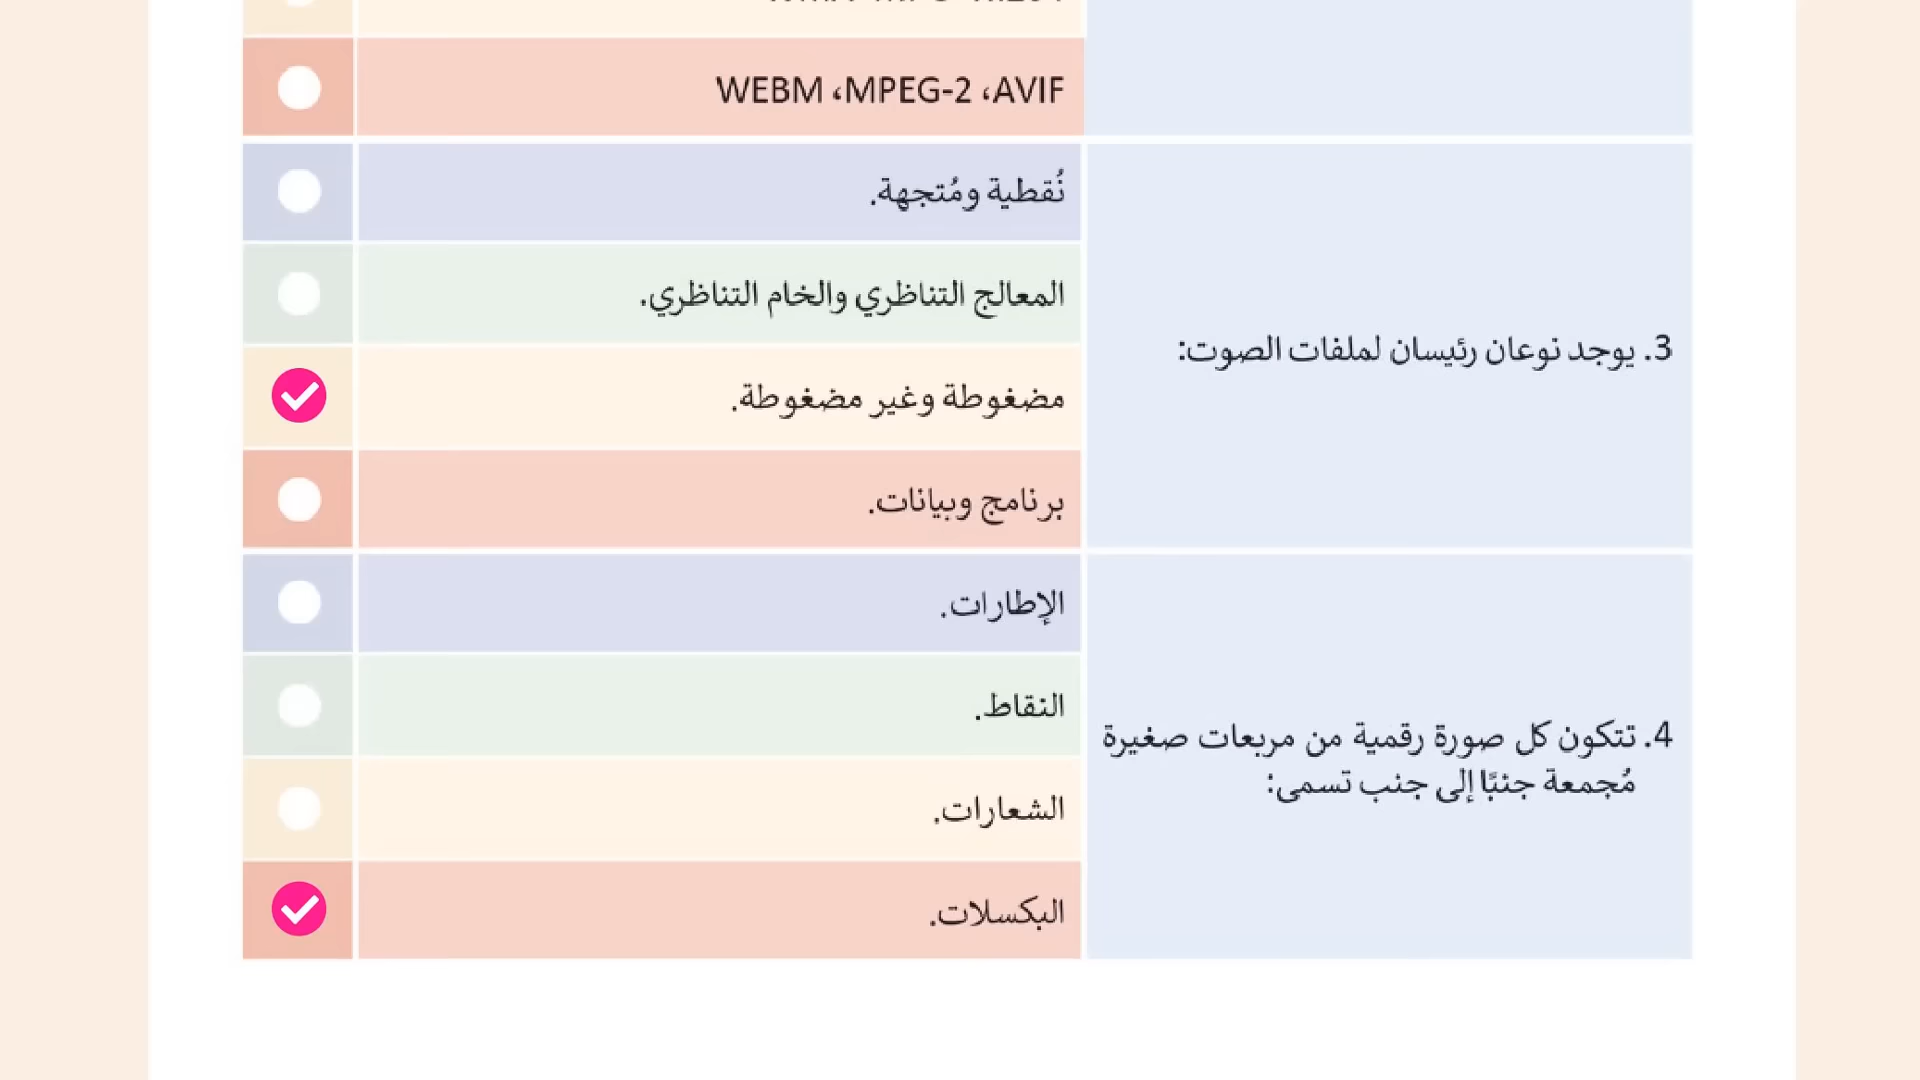 WEBM ،MPEG-2 ،AVIF
3. يوجد نوعان رئيسان لملفات الصوت:
نُقطية ومُتجهة.
المعالج التناظري والخام التناظري.
مضغوطة وغير مضغوطة.
برنامج وبيانات.
4. تتكون كل صورة رقمية من مربعات صغيرة
مُجمعة جنبًا إلى جنب تسمى:
الإطارات.
النقاط.
الشعارات.
البكسلات.